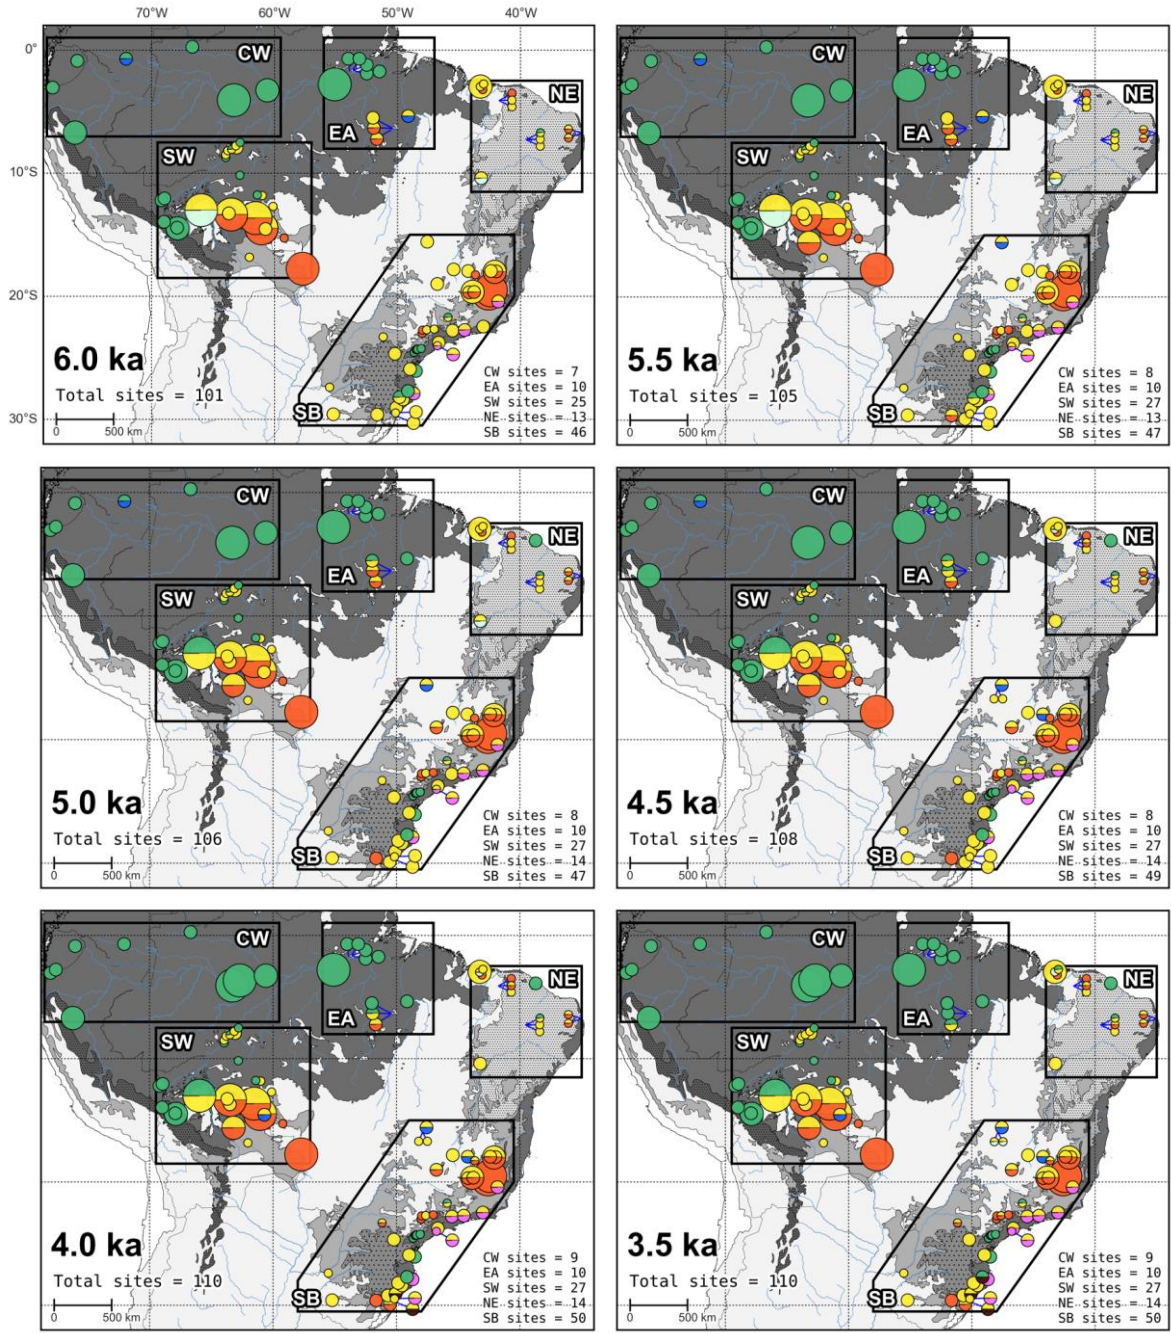 70°W 60°W 50°W 40°W
0°
10°S
20°S
30°S
CW
NE
EA
SW
SB
6.0 ka
Total sites = 101
0 500 km
CW sites = 7
EA sites = 10
SW sites = 25
NE sites = 13
SB sites = 46
CW
NE
EA
SW
SB
5.5 ka
Total sites = 105
0 500 km
CW sites = 8
EA sites = 10
SW sites = 27
NE sites = 13
SB sites = 47
CW
NE
EA
SW
SB
5.0 ka
Total sites = 106
0 500 km
CW sites = 8
EA sites = 10
SW sites = 27
NE sites = 14
SB sites = 47
CW
NE
EA
SW
SB
4.5 ka
Total sites = 108
0 500 km
CW sites = 8
EA sites = 10
SW sites = 27
NE sites = 14
SB sites = 49
CW
NE
EA
SW
SB
4.0 ka
Total sites = 110
0 500 km
CW sites = 9
EA sites = 10
SW sites = 27
NE sites = 14
SB sites = 50
CW
NE
EA
SW
SB
3.5 ka
Total sites = 110
0 500 km
CW sites = 9
EA sites = 10
SW sites = 27
NE sites = 14
SB sites = 50